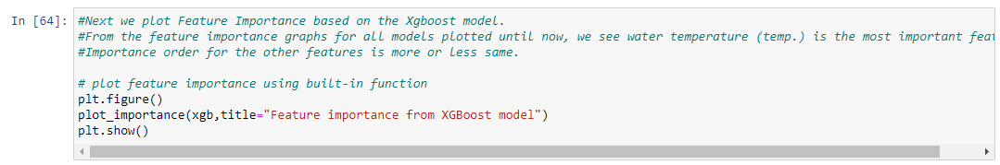 In [64]:
#Next we plot Feature Importance based on the Xgboost model.
#From the feature importance graphs for all models plotted until now, we see water temperature (temp.) is the most important
#Importance order for the other features is more or less same.
# plot feature importance using built-in function
plt.figure()
plot_importance(xgb,title="Feature importance from XGBoost model")
plt.show()